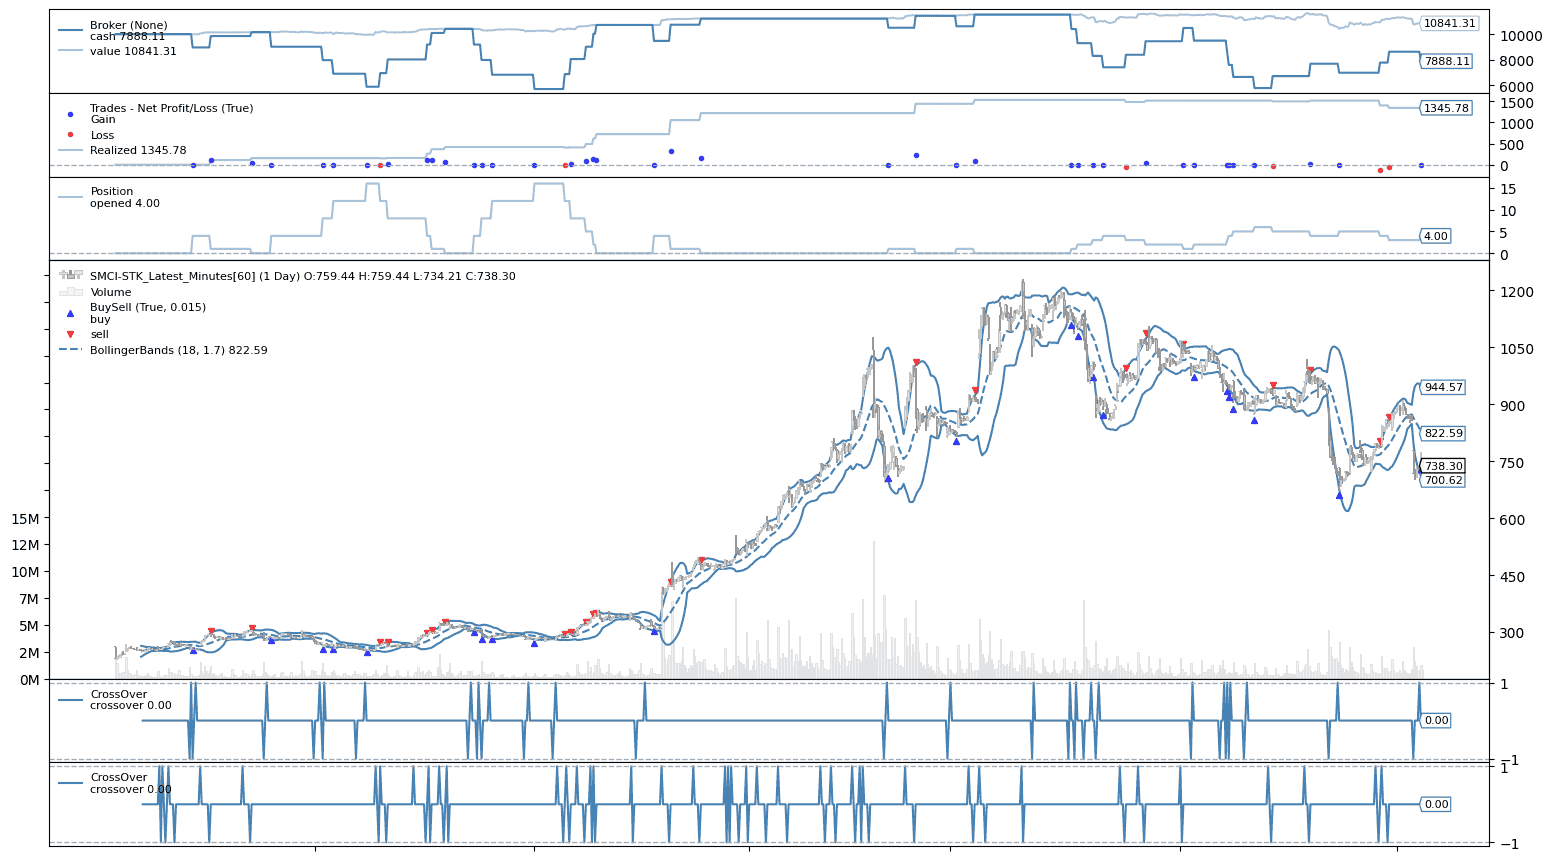 Broker (None)
cash 7888.11
value 10841.31
10841.31
7888.11
10000
8000
6000
Trades - Net Profit/Loss (True)
Gain
Loss
Realized 1345.78
1345.78
1500
1000
500
0
Position
opened 4.00
4.00
15
10
5
0
SMCI-STK_Latest_Minutes[60] (1 Day) O:759.44 H:759.44 L:734.21 C:738.30
Volume
BuySell (True, 0.015)
buy
sell
BollingerBands (18, 1.7) 822.59
1200
1050
900
750
600
450
300
944.57
822.59
738.30
700.62
15M
12M
10M
7M
5M
2M
0M
CrossOver
crossover 0.00
0.00
1
−1
CrossOver
crossover 0.00
0.00
1
−1